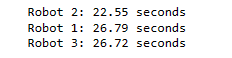 Robot 2: 22.55 seconds
Robot 1: 26.79 seconds
Robot 3: 26.72 seconds